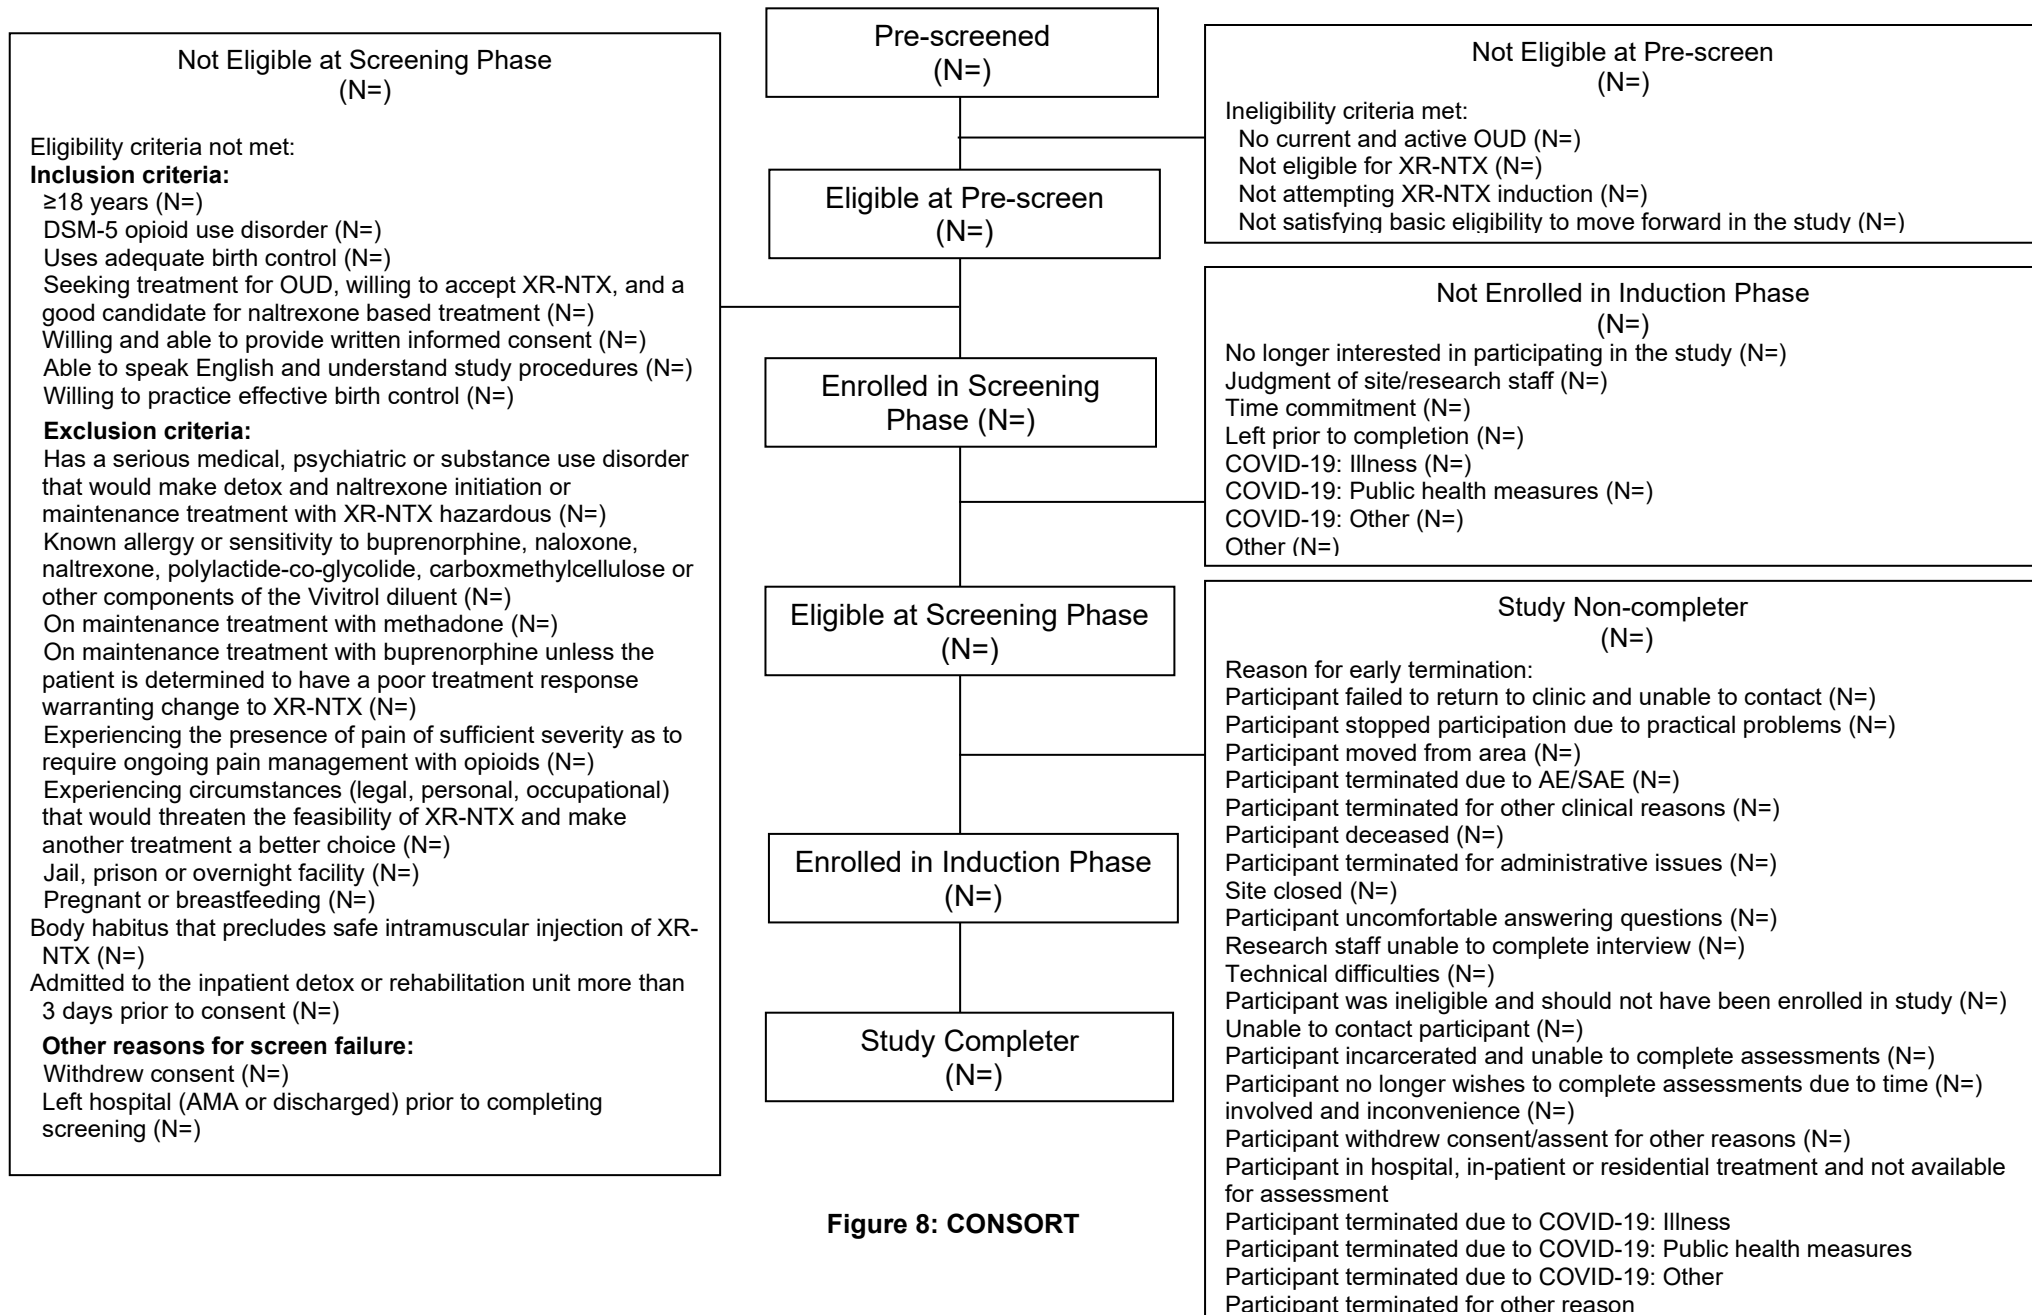 Not Eligible at Screening Phase
(N=)
Eligibility criteria not met:
Inclusion criteria:
≥18 years (N=)
DSM-5 opioid use disorder (N=)
Uses adequate birth control (N=)
Seeking treatment for OUD, willing to accept XR-NTX, and a
good candidate for naltrexone based treatment (N=)
Willing and able to provide written informed consent (N=)
Able to speak English and understand study procedures (N=)
Willing to practice effective birth control (N=)
Exclusion criteria:
Has a serious medical, psychiatric or substance use disorder
that would make detox and naltrexone initiation or
maintenance treatment with XR-NTX hazardous (N=)
Known allergy or sensitivity to buprenorphine, naloxone,
naltrexone, polylactide-co-glycolide, carboxmethylcellulose or
other components of the Vivitrol diluent (N=)
On maintenance treatment with methadone (N=)
On maintenance treatment with buprenorphine unless the
patient is determined to have a poor treatment response
warranting change to XR-NTX (N=)
Experiencing the presence of pain of sufficient severity as to
require ongoing pain management with opioids (N=)
Experiencing circumstances (legal, personal, occupational)
that would threaten the feasibility of XR-NTX and make
another treatment a better choice (N=)
Jail, prison or overnight facility (N=)
Pregnant or breastfeeding (N=)
Body habitus that precludes safe intramuscular injection of XR-
NTX (N=)
Admitted to the inpatient detox or rehabilitation unit more than
3 days prior to consent (N=)
Other reasons for screen failure:
Withdrew consent (N=)
Left hospital (AMA or discharged) prior to completing
screening (N=)
Pre-screened
(N=)
Eligible at Pre-screen
(N=)
Enrolled in Screening
Phase (N=)
Eligible at Screening Phase
(N=)
Enrolled in Induction Phase
(N=)
Study Completer
(N=)
Figure 8: CONSORT
Not Eligible at Pre-screen
(N=)
Ineligibility criteria met:
No current and active OUD (N=)
Not eligible for XR-NTX (N=)
Not attempting XR-NTX induction (N=)
Not satisfying basic eligibility to move forward in the study (N=)
Not Enrolled in Induction Phase
(N=)
No longer interested in participating in the study (N=)
Judgment of site/research staff (N=)
Time commitment (N=)
Left prior to completion (N=)
COVID-19: Illness (N=)
COVID-19: Public health measures (N=)
COVID-19: Other (N=)
Other (N=)
Study Non-completer
(N=)
Reason for early termination:
Participant failed to return to clinic and unable to contact (N=)
Participant stopped participation due to practical problems (N=)
Participant moved from area (N=)
Participant terminated due to AE/SAE (N=)
Participant terminated for other clinical reasons (N=)
Participant deceased (N=)
Participant terminated for administrative issues (N=)
Site closed (N=)
Participant uncomfortable answering questions (N=)
Research staff unable to complete interview (N=)
Technical difficulties (N=)
Participant was ineligible and should not have been enrolled in study (N=)
Unable to contact participant (N=)
Participant incarcerated and unable to complete assessments (N=)
Participant no longer wishes to complete assessments due to time (N=)
involved and inconvenience (N=)
Participant withdrew consent/assent for other reasons (N=)
Participant in hospital, in-patient or residential treatment and not available
for assessment
Participant terminated due to COVID-19: Illness
Participant terminated due to COVID-19: Public health measures
Participant terminated due to COVID-19: Other
Participant terminated for other reason